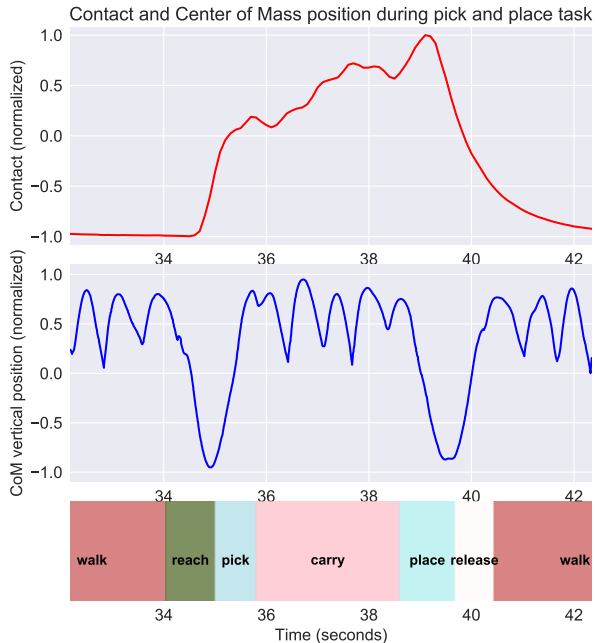 Contact and Center of Mass position during pick and place task
Contact (normalized)
1.0
0.5
0.0
−0.5
−1.0
34 36 38 40 42
CoM vertical position (normalized)
1.0
0.5
0.0
−0.5
−1.0
34 36 38 40 42
walk reach pick carry place release walk
34 36 38 40 42
Time (seconds)